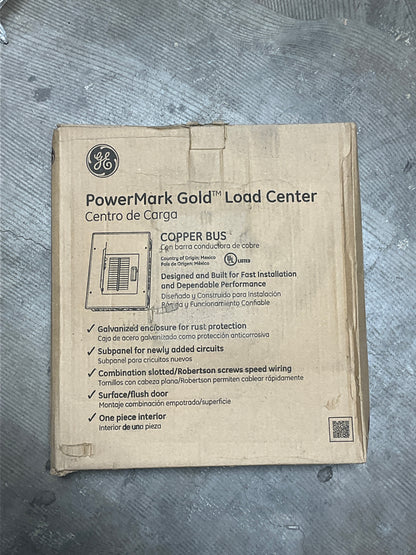 GE
PowerMark Gold™ Load Center
Centro de Carga
COPPER BUS
Con barra conductora de cobre
Country of Origin: Mexico
País de Origen: México
UL LISTED
Designed and Built for Fast Installation
and Dependable Performance
Diseñado y Construido para Instalación
Rápida y Funcionamiento Confiable
✓ Galvanized enclosure for rust protection
Caja de acero galvanizado como protección anticorrosiva
✓ Subpanel for newly added circuits
Subpanel para circuitos nuevos
✓ Combination slotted/Robertson screws speed wiring
Tornillos con cabeza plana/Robertson permiten cablear rápidamente
✓ Surface/flush door
Montaje combinación empotrado/superficie
✓ One piece interior
Interior de una pieza